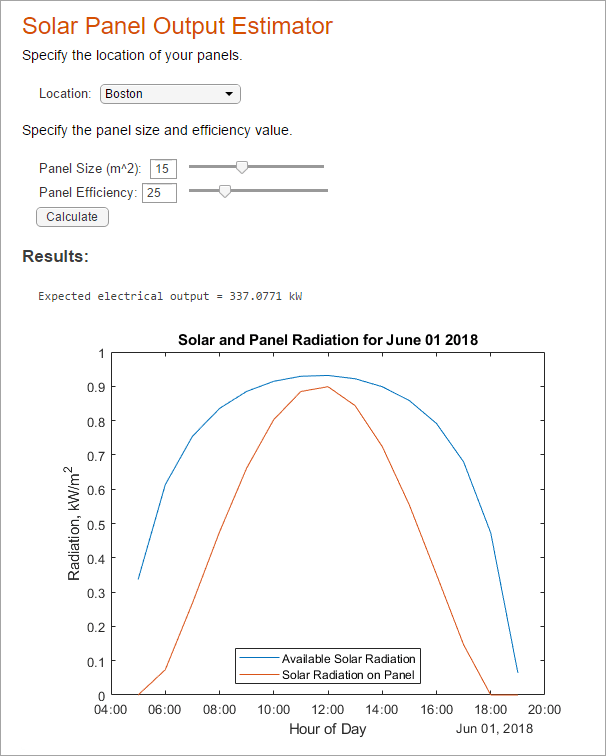 Solar Panel Output Estimator
Specify the location of your panels.
Location: Boston
Specify the panel size and efficiency value.
Panel Size (m^2): 15
Panel Efficiency: 25
Calculate
Results:
Expected electrical output = 337.0771 kW
Solar and Panel Radiation for June 01 2018
1
0.9
0.8
0.7
0.6
0.5
0.4
0.3
0.2
0.1
0
Radiation, kW/m²
Available Solar Radiation
Solar Radiation on Panel
04:00 06:00 08:00 10:00 12:00 14:00 16:00 18:00 20:00
Hour of Day
Jun 01, 2018